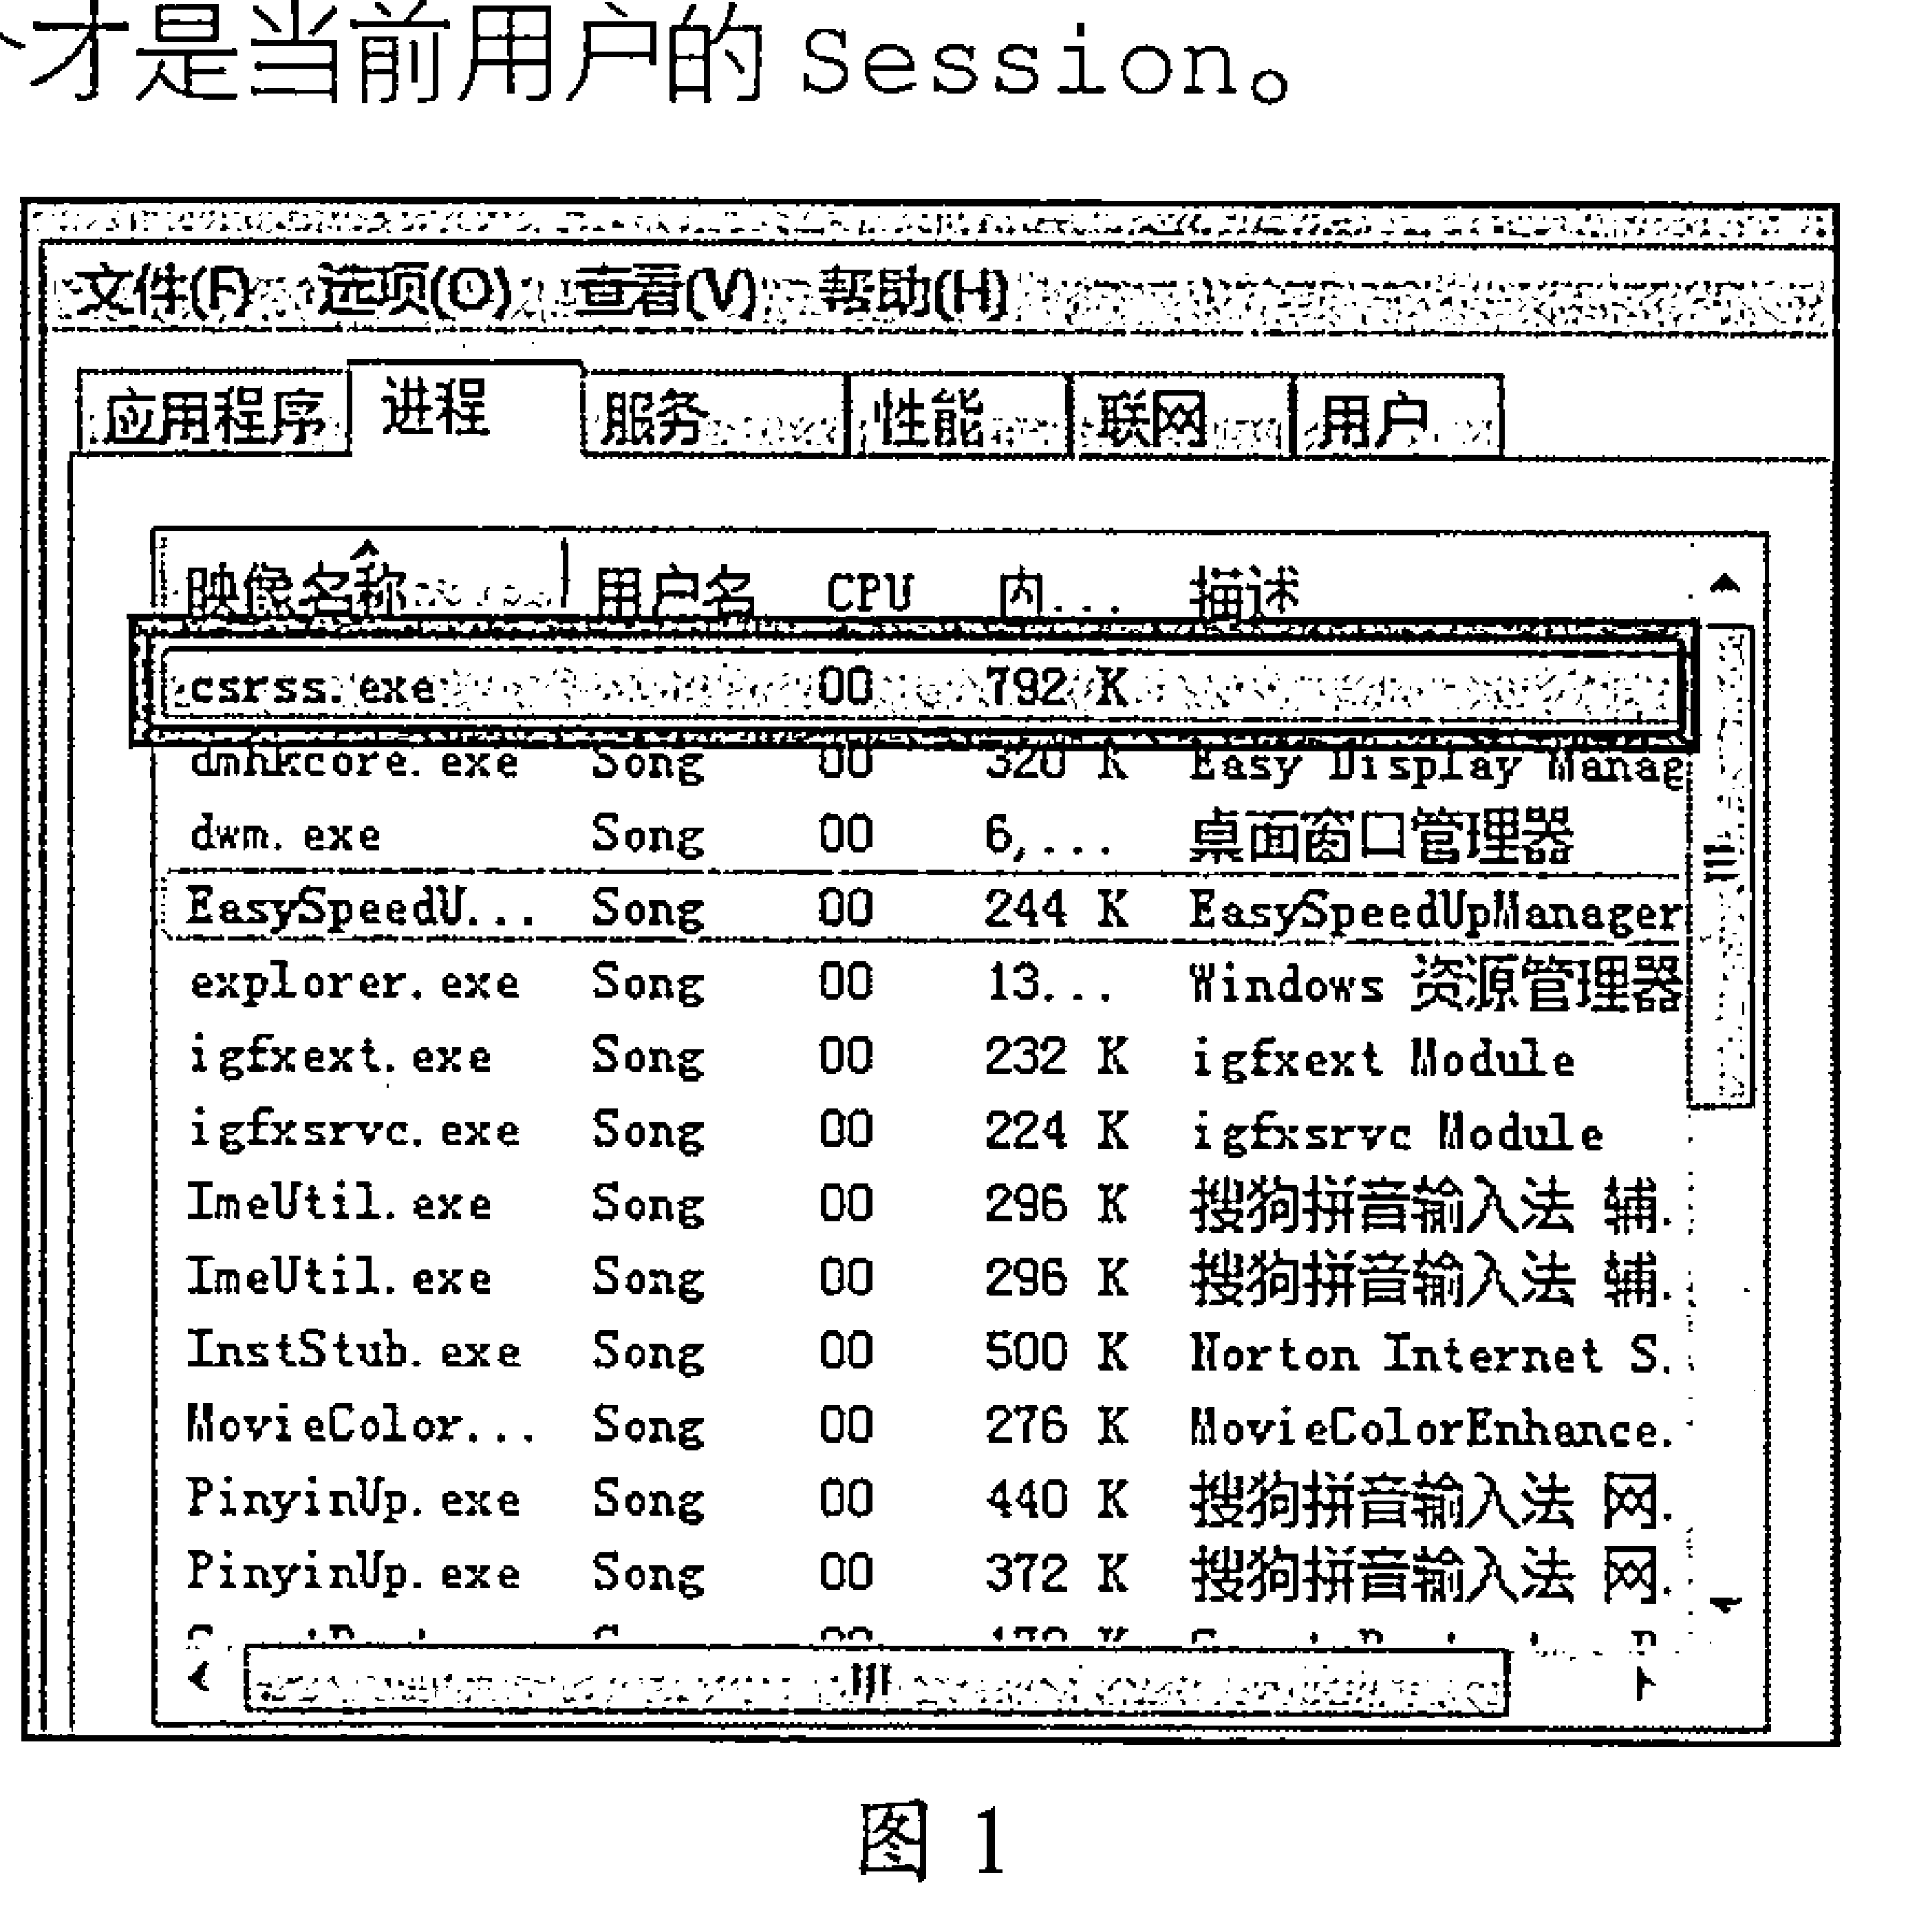 才是当前用户的 Session。
文件(F) 选项(O) 查看(V) 帮助(H)
应用程序 进程 服务 性能 联网 用户
映像名称 用户名 CPU 内... 描述
csrss.exe 00 792 K
dmhkcore.exe Song 00 320 K Easy Display Manag
dwm.exe Song 00 6,... 桌面窗口管理器
EasySpeedU... Song 00 244 K EasySpeedUpManager
explorer.exe Song 00 13... Windows 资源管理器
igfxext.exe Song 00 232 K igfxext Module
igfxsrvc.exe Song 00 224 K igfxsrvc Module
ImeUtil.exe Song 00 296 K 搜狗拼音输入法 辅.
ImeUtil.exe Song 00 296 K 搜狗拼音输入法 辅.
InstStub.exe Song 00 500 K Norton Internet S.
MovieColor... Song 00 276 K MovieColorEnhance.
PinyinUp.exe Song 00 440 K 搜狗拼音输入法 网.
PinyinUp.exe Song 00 372 K 搜狗拼音输入法 网.
图 1